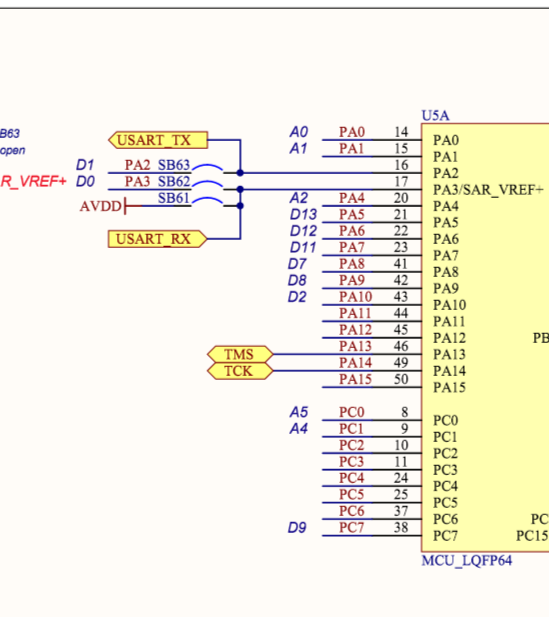 U5A
B63
open
USART_TX
A0 PA0 14 PA0
A1 PA1 15 PA1
D1 PA2 SB63 16 PA2
R_VREF+ D0 PA3 SB62 17 PA3/SAR_VREF+
AVDD SB61
A2 PA4 20 PA4
D13 PA5 21 PA5
D12 PA6 22 PA6
USART_RX
D11 PA7 23 PA7
D7 PA8 41 PA8
D8 PA9 42 PA9
D2 PA10 43 PA10
PA11 44 PA11
PA12 45 PA12 PB
TMS PA13 46 PA13
TCK PA14 49 PA14
PA15 50 PA15
A5 PC0 8 PC0
A4 PC1 9 PC1
PC2 10 PC2
PC3 11 PC3
PC4 24 PC4
PC5 25 PC5
PC6 37 PC6 PC
D9 PC7 38 PC7 PC15
MCU_LQFP64